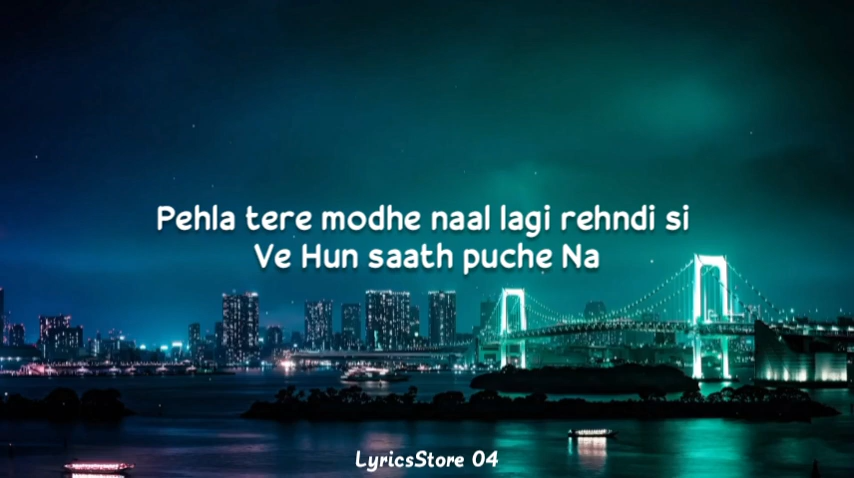 Pehla tere modhe naal lagi rehndi si
Ve Hun saath puche Na
LyricsStore 04